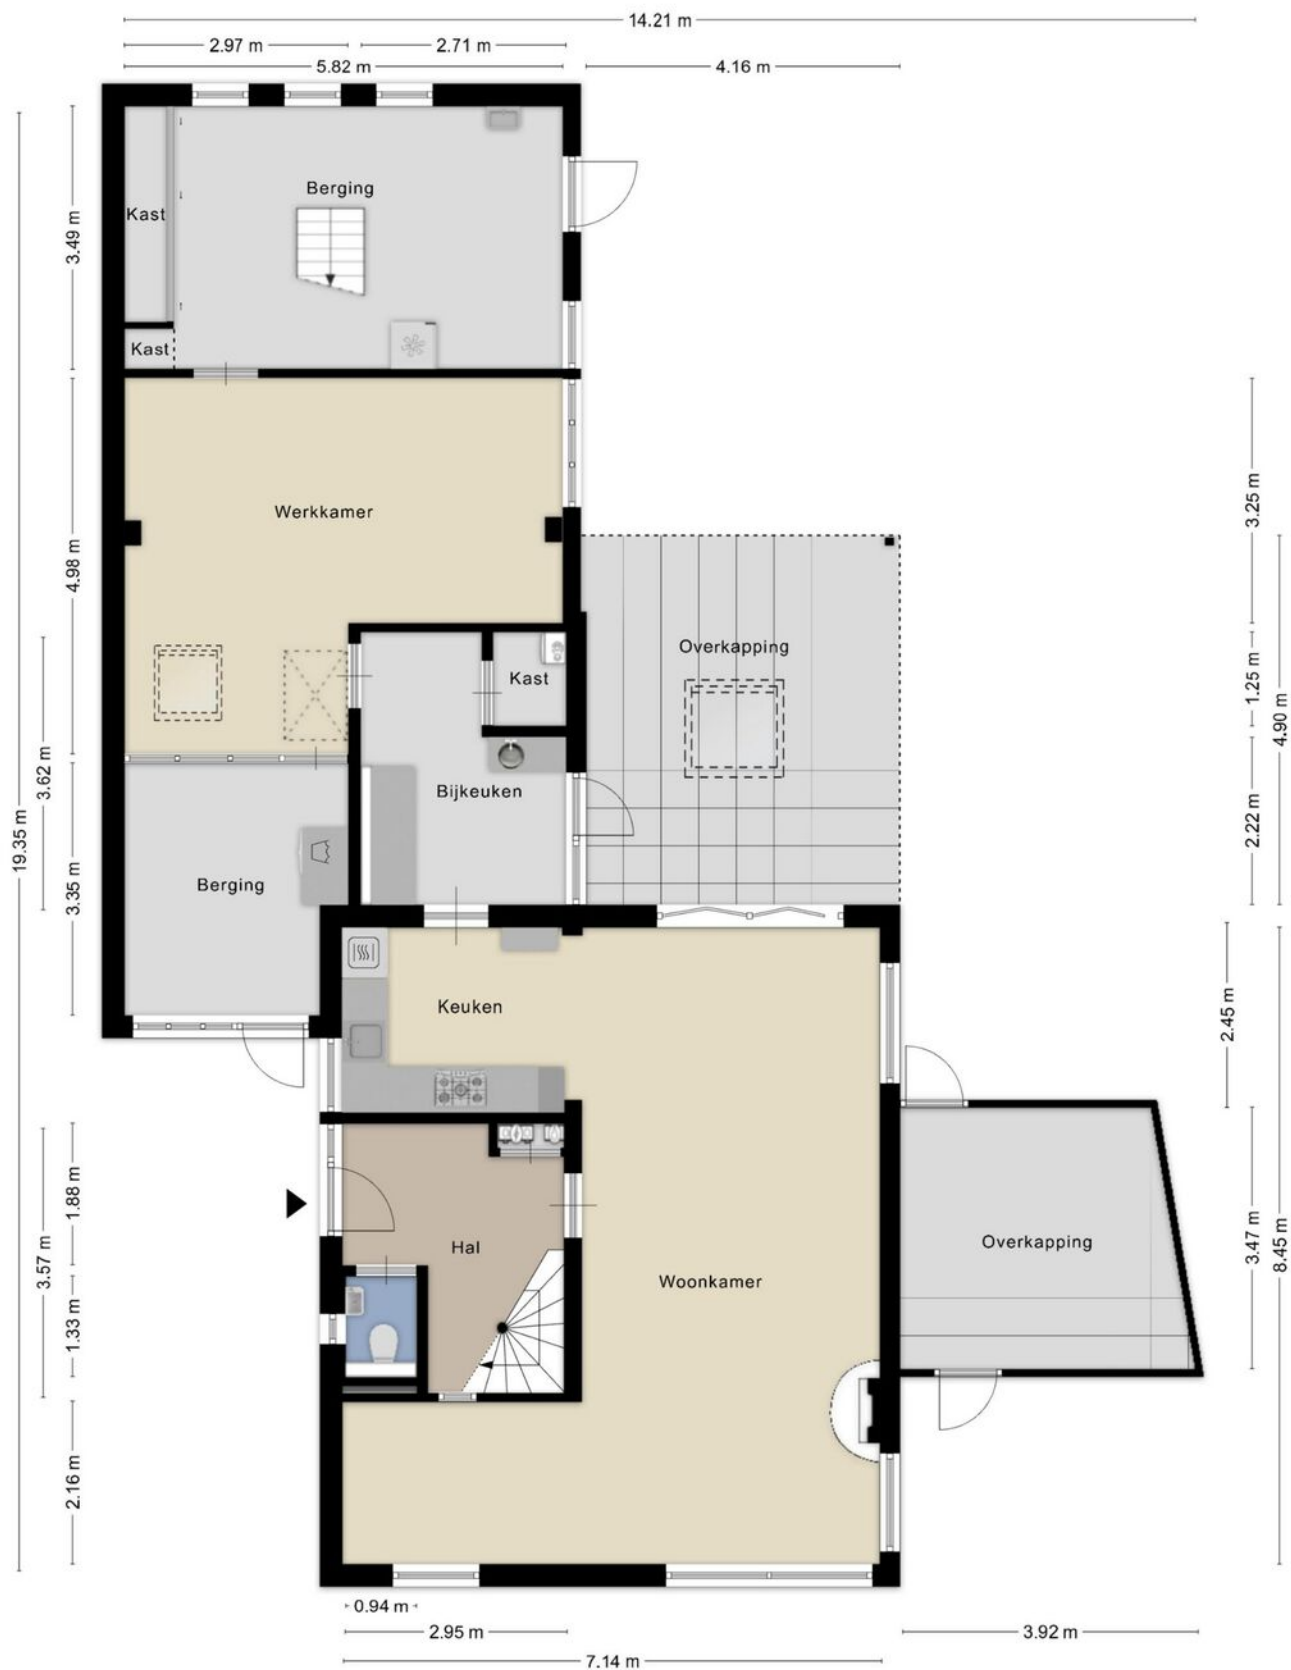 14.21 m
2.97 m
2.71 m
5.82 m
4.16 m
3.49 m
Berging
Kast
Kast
Werkkamer
4.98 m
3.25 m
Overkapping
1.25 m
Kast
4.90 m
3.62 m
19.35 m
Bijkeuken
2.22 m
Berging
3.35 m
Keuken
2.45 m
1.88 m
3.57 m
Hal
Woonkamer
Overkapping
3.47 m
8.45 m
1.33 m
2.16 m
0.94 m
2.95 m
3.92 m
7.14 m